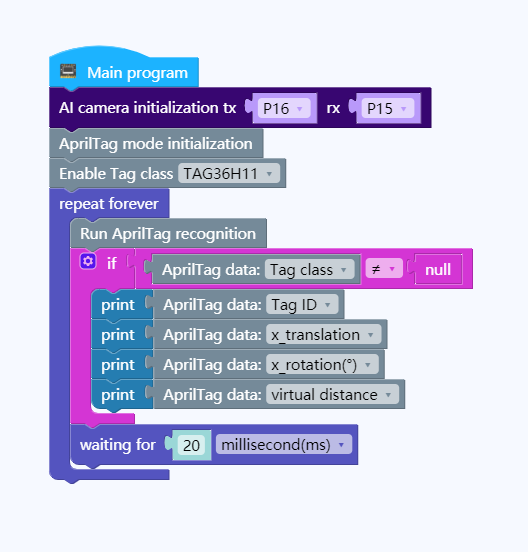 Main program
AI camera initialization tx P16 rx P15
AprilTag mode initialization
Enable Tag class TAG36H11
repeat forever
Run AprilTag recognition
if AprilTag data: Tag class ≠ null
print AprilTag data: Tag ID
print AprilTag data: x_translation
print AprilTag data: x_rotation(°)
print AprilTag data: virtual distance
waiting for 20 millisecond(ms)